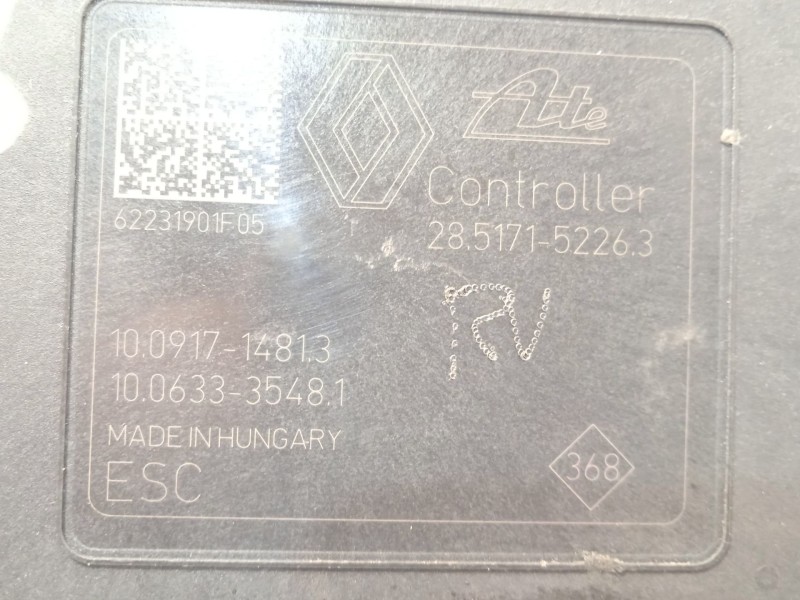 Ate
Controller
28.5171-5226.3
62231901F05
10.0917-1481.3
10.0633-3548.1
MADE IN HUNGARY
ESC
368